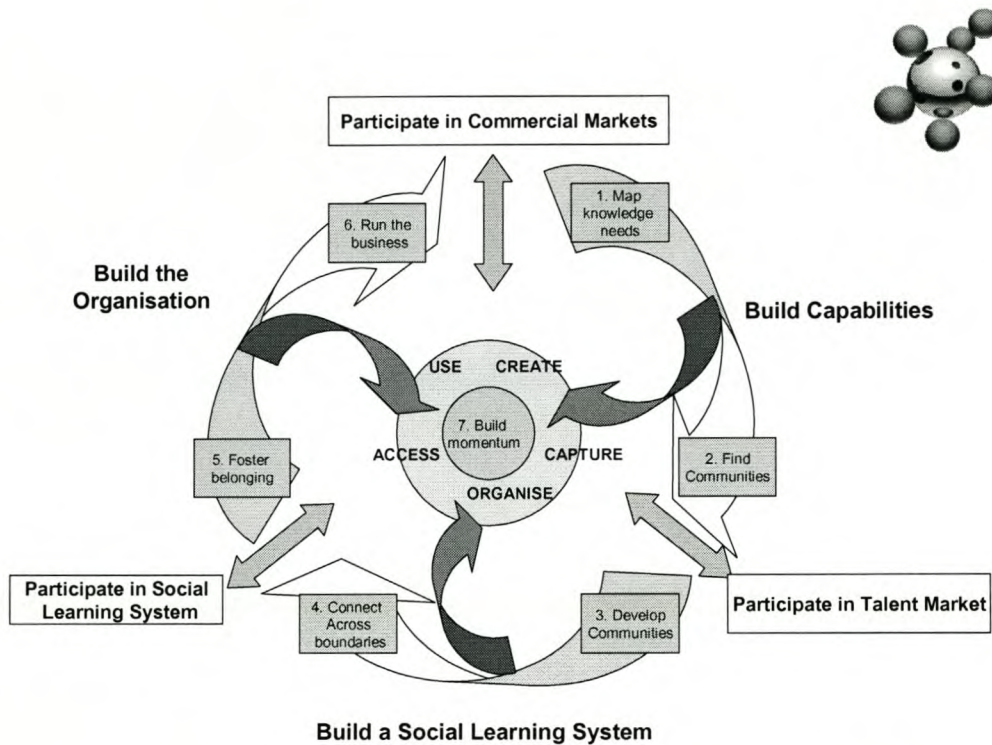 Participate in Commercial Markets
1. Map
knowledge
needs
6. Run the
business
Build the
Organisation
Build Capabilities
USE
CREATE
7. Build
momentum
ACCESS
CAPTURE
ORGANISE
5. Foster
belonging
2. Find
Communities
Participate in Social
Learning System
4. Connect
Across
boundaries
3. Develop
Communities
Participate in Talent Market
Build a Social Learning System